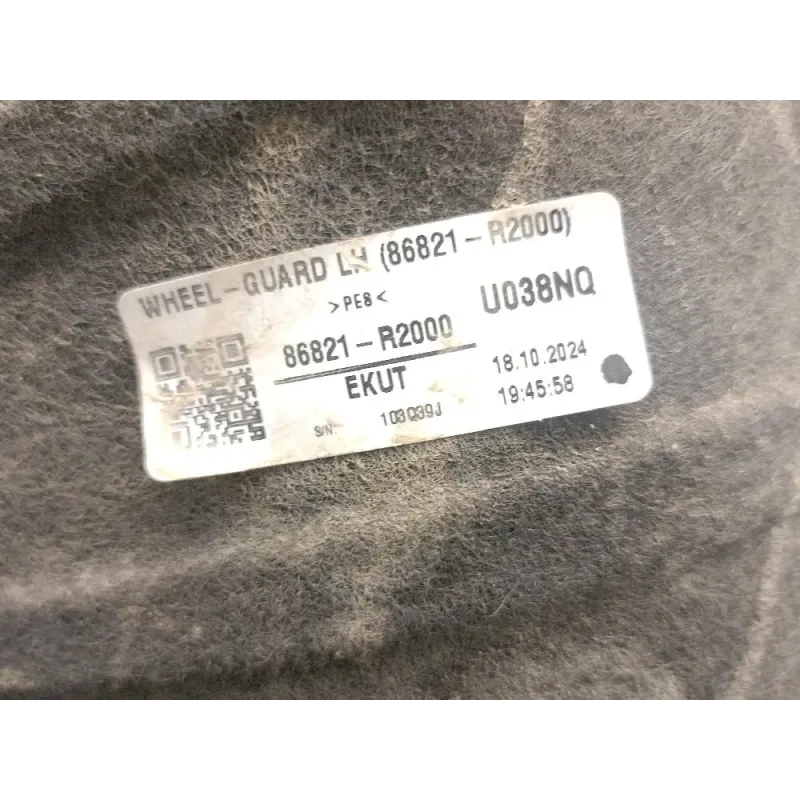 WHEEL-GUARD LH (86821-R2000)
>PE8<
U038NQ
86821-R2000
EKUT
18.10.2024
19:45:58
S/N: 103Q39J